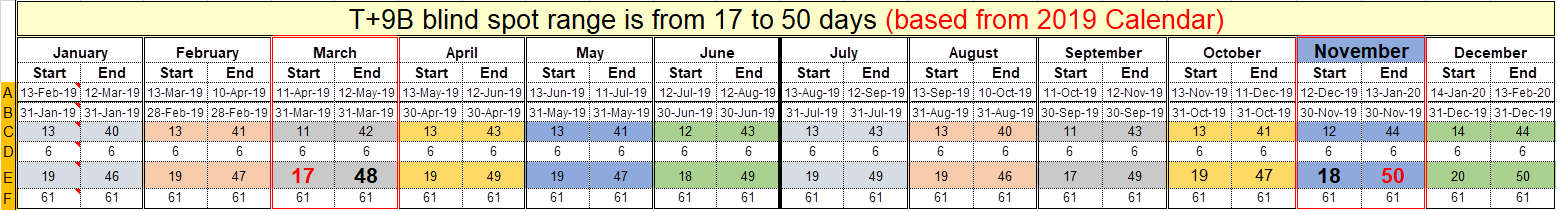 T+9B blind spot range is from 17 to 50 days (based from 2019 Calendar)
January February March April May June July August September October November December
Start End Start End Start End Start End Start End Start End Start End Start End Start End Start End Start End Start End
A 13-Feb-19 12-Mar-19 13-Mar-19 10-Apr-19 11-Apr-19 12-May-19 13-May-19 12-Jun-19 13-Jun-19 11-Jul-19 12-Jul-19 12-Aug-19 13-Aug-19 12-Sep-19 13-Sep-19 10-Oct-19 11-Oct-19 12-Nov-19 13-Nov-19 11-Dec-19 12-Dec-19 13-Jan-20 14-Jan-20 13-Feb-20
B 31-Jan-19 31-Jan-19 28-Feb-19 28-Feb-19 31-Mar-19 31-Mar-19 30-Apr-19 30-Apr-19 31-May-19 31-May-19 30-Jun-19 30-Jun-19 31-Jul-19 31-Jul-19 31-Aug-19 31-Aug-19 30-Sep-19 30-Sep-19 31-Oct-19 31-Oct-19 30-Nov-19 30-Nov-19 31-Dec-19 31-Dec-19
C 13 40 13 41 11 42 13 43 13 41 12 43 13 43 13 40 11 43 13 41 12 44 14 44
D 6 6 6 6 6 6 6 6 6 6 6 6 6 6 6 6 6 6 6 6 6 6 6 6
E 19 46 19 47 17 48 19 49 19 47 18 49 19 49 19 46 17 49 19 47 18 50 20 50
F 61 61 61 61 61 61 61 61 61 61 61 61 61 61 61 61 61 61 61 61 61 61 61 61